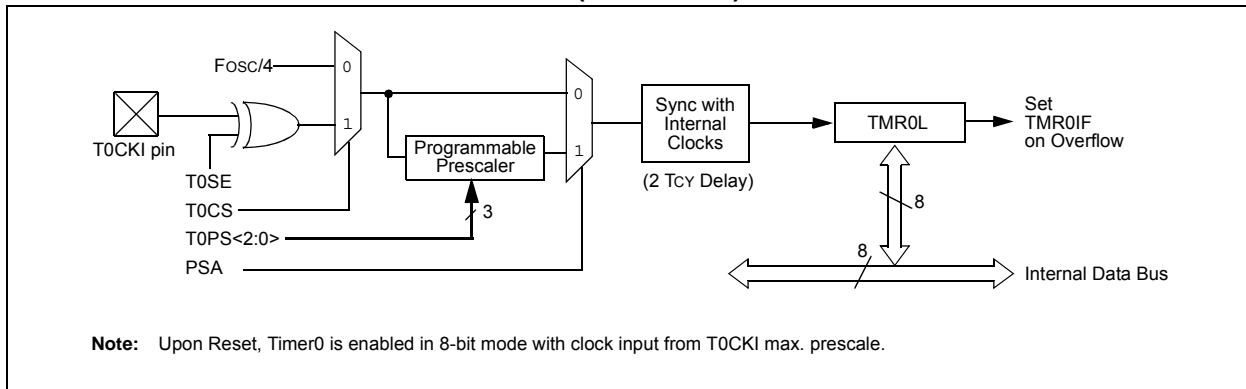 FOSC/4
0
1
T0CKI pin
T0SE
T0CS
T0PS<2:0>
PSA
Programmable
Prescaler
3
0
1
Sync with
Internal
Clocks
(2 TCY Delay)
TMR0L
Set
TMR0IF
on Overflow
8
8
Internal Data Bus
Note: Upon Reset, Timer0 is enabled in 8-bit mode with clock input from T0CKI max. prescale.